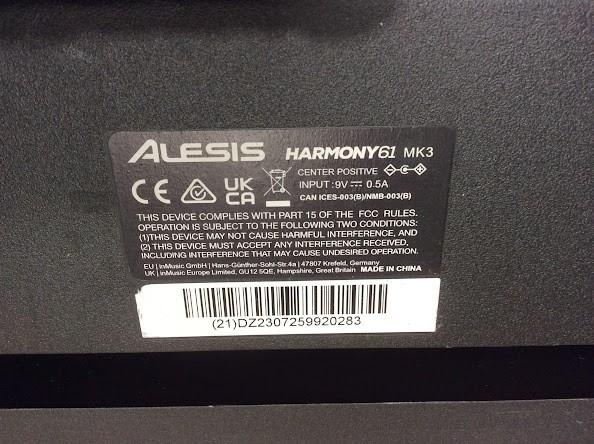 ALESIS HARMONY61 MK3
CENTER POSITIVE
INPUT : 9V 0.5A
CAN ICES-003(B)/NMB-003(B)
CE UK CA
THIS DEVICE COMPLIES WITH PART 15 OF THE FCC RULES.
OPERATION IS SUBJECT TO THE FOLLOWING TWO CONDITIONS:
(1)THIS DEVICE MAY NOT CAUSE HARMFUL INTERFERENCE, AND
(2) THIS DEVICE MUST ACCEPT ANY INTERFERENCE RECEIVED,
INCLUDING INTERFERENCE THAT MAY CAUSE UNDESIRED OPERATION.
EU | InMusic GmbH | Hans-Günther-Sohl-Str.4a | 47807 Krefeld, Germany
UK | InMusic Europe Limited, GU12 5QE, Hampshire, Great Britain MADE IN CHINA
(21)DZ2307259920283